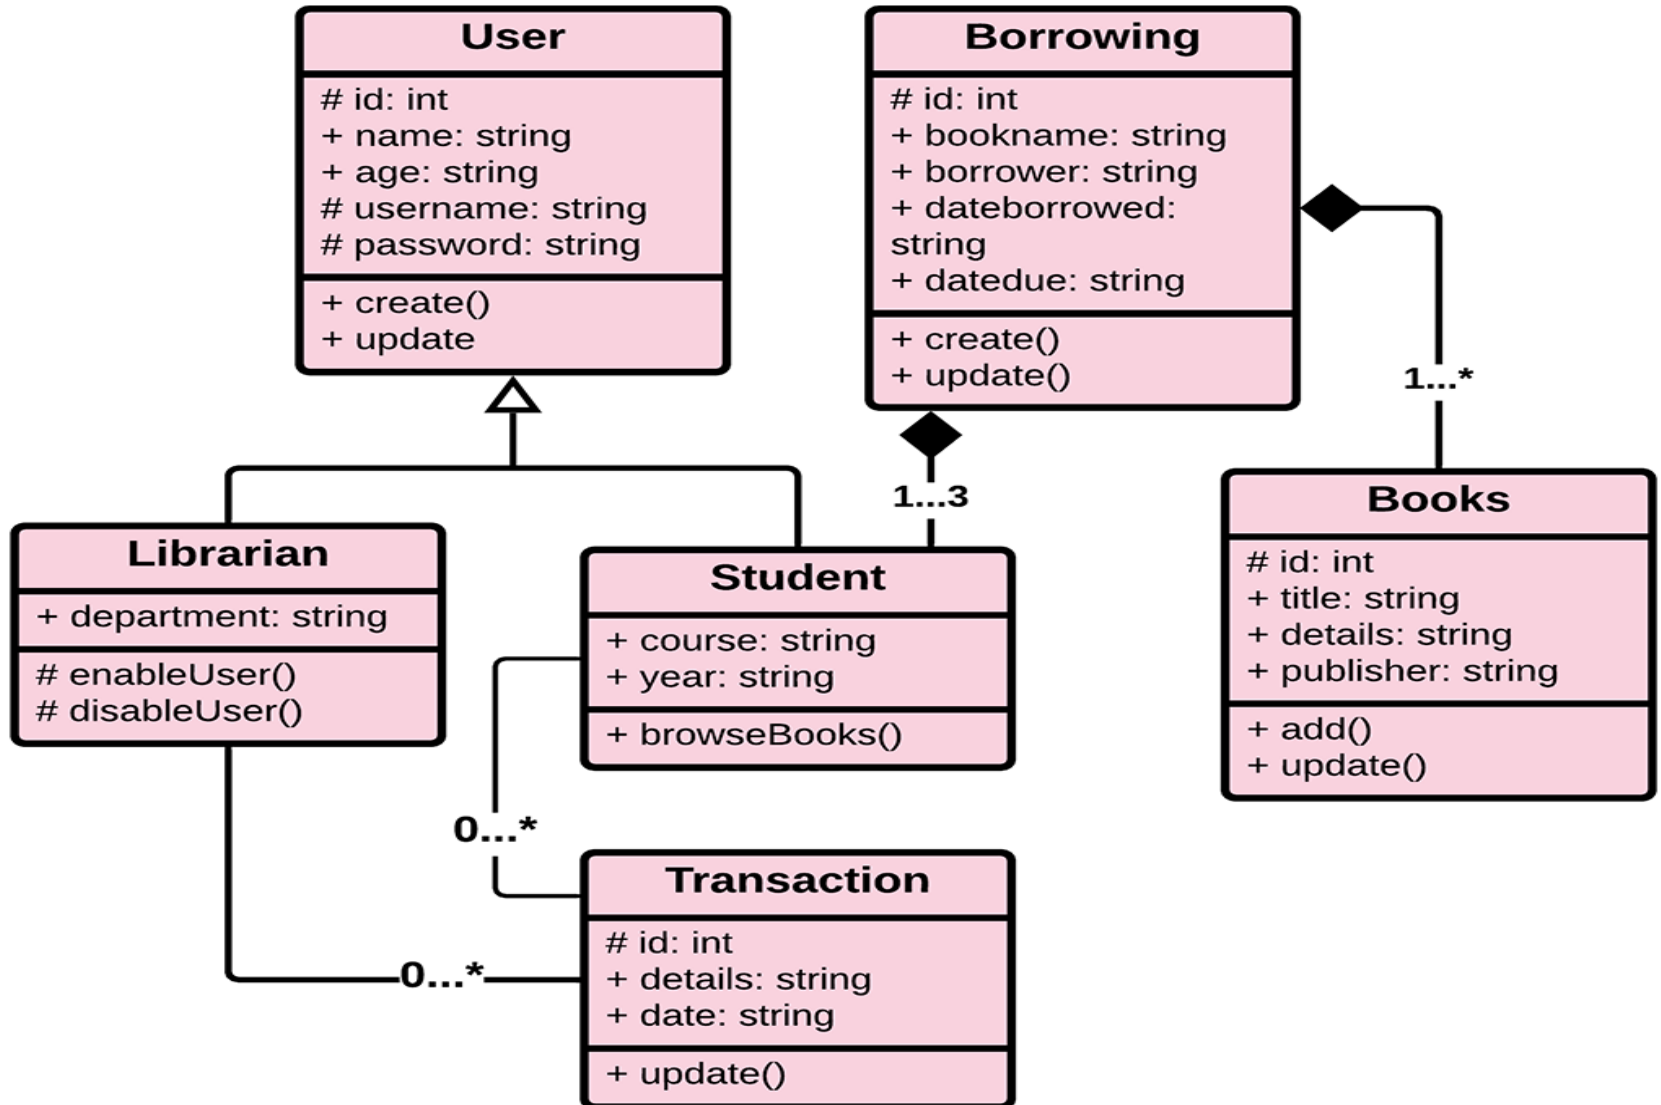 User
# id: int
+ name: string
+ age: string
# username: string
# password: string
+ create()
+ update
Borrowing
# id: int
+ bookname: string
+ borrower: string
+ dateborrowed:
string
+ datedue: string
+ create()
+ update()
1...*
1...3
Librarian
+ department: string
# enableUser()
# disableUser()
Student
+ course: string
+ year: string
+ browseBooks()
Books
# id: int
+ title: string
+ details: string
+ publisher: string
+ add()
+ update()
0...*
0...*
Transaction
# id: int
+ details: string
+ date: string
+ update()